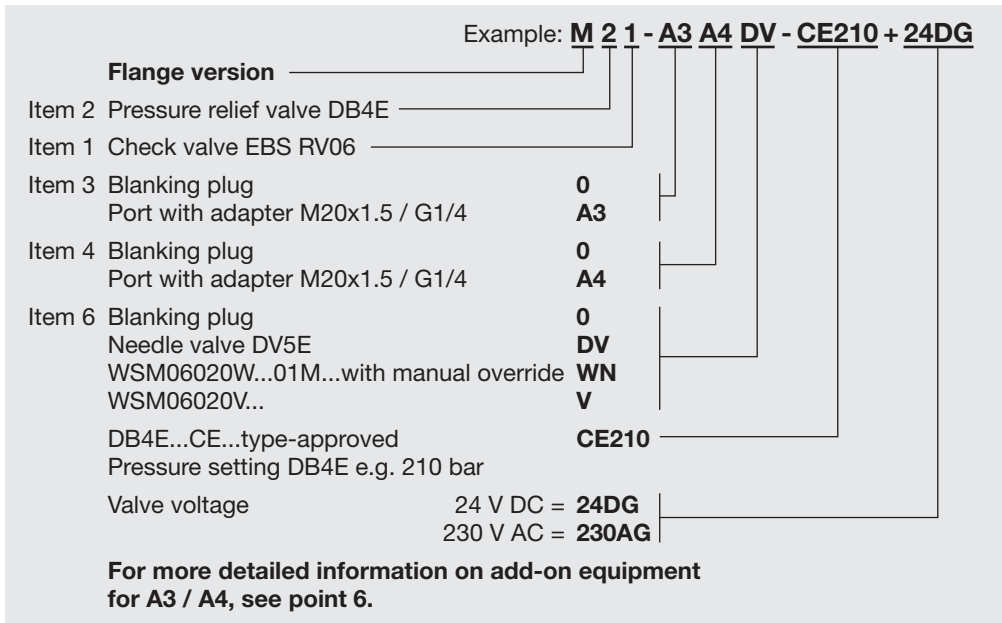 Example: M 2 1 - A3 A4 DV - CE210 + 24DG
Flange version
Item 2 Pressure relief valve DB4E
Item 1 Check valve EBS RV06
Item 3 Blanking plug 0
Port with adapter M20x1.5 / G1/4 A3
Item 4 Blanking plug 0
Port with adapter M20x1.5 / G1/4 A4
Item 6 Blanking plug 0
Needle valve DV5E DV
WSM06020W...01M...with manual override WN
WSM06020V... V
DB4E...CE...type-approved CE210
Pressure setting DB4E e.g. 210 bar
Valve voltage 24 V DC = 24DG
230 V AC = 230AG
For more detailed information on add-on equipment
for A3 / A4, see point 6.